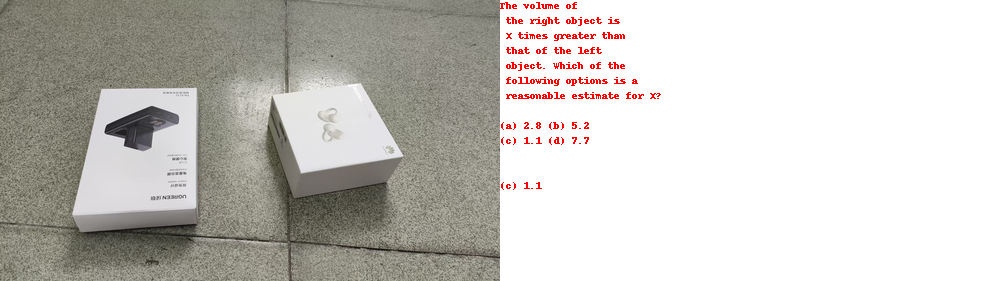 UGREEN 绿联
The volume of
the right object is
X times greater than
that of the left
object. Which of the
following options is a
reasonable estimate for X?
(a) 2.8 (b) 5.2
(c) 1.1 (d) 7.7
(c) 1.1